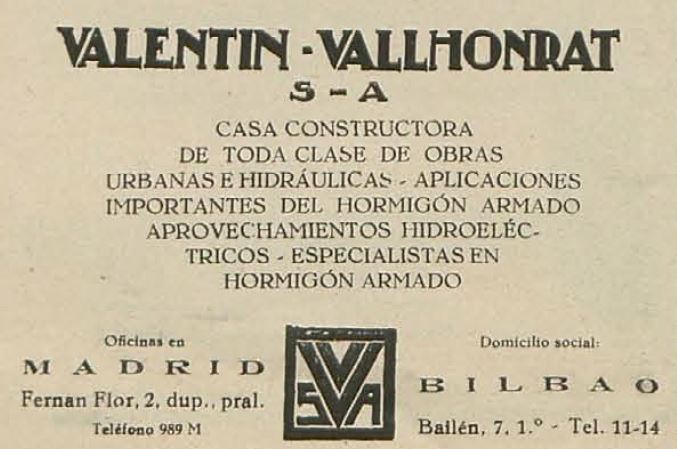 VALENTIN - VALLHONRAT
S - A
CASA CONSTRUCTORA
DE TODA CLASE DE OBRAS
URBANAS E HIDRÁULICAS - APLICACIONES
IMPORTANTES DEL HORMIGÓN ARMADO
APROVECHAMIENTOS HIDROELÉC-
TRICOS - ESPECIALISTAS EN
HORMIGÓN ARMADO
Oficinas en
MADRID
Fernan Flor, 2, dup., pral.
Teléfono 989 M
VV
SA
Domicilio social:
BILBAO
Bailén, 7, 1.º - Tel. 11-14